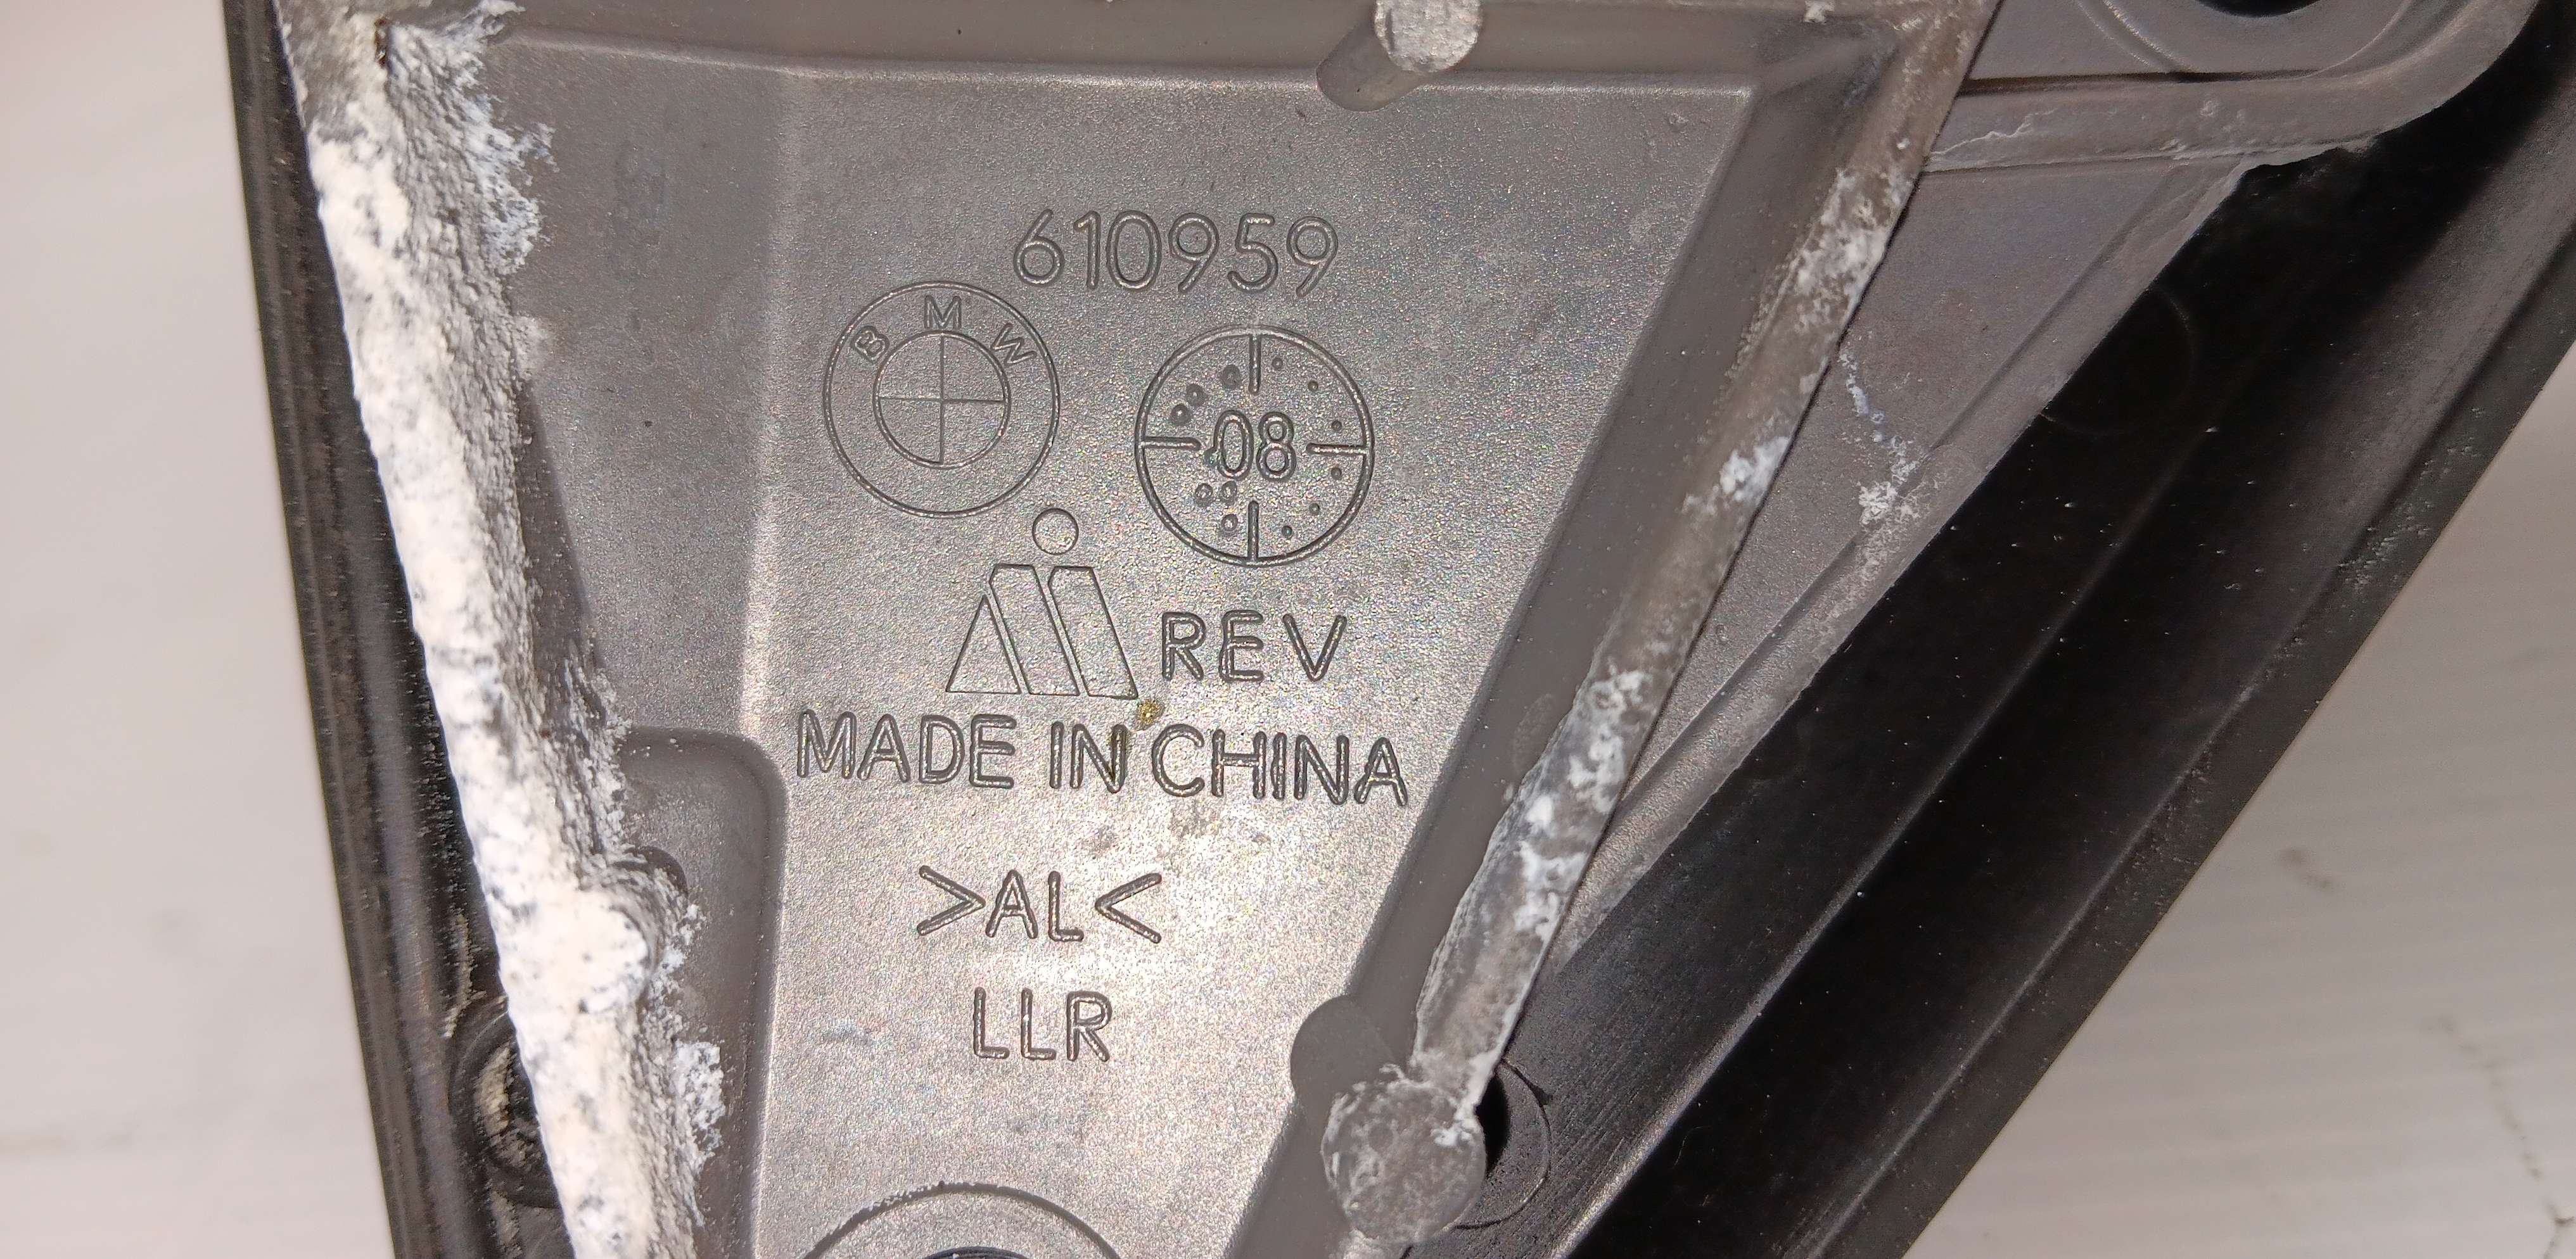 610959
BMW
08
REV
MADE IN CHINA
>AL<
LLR